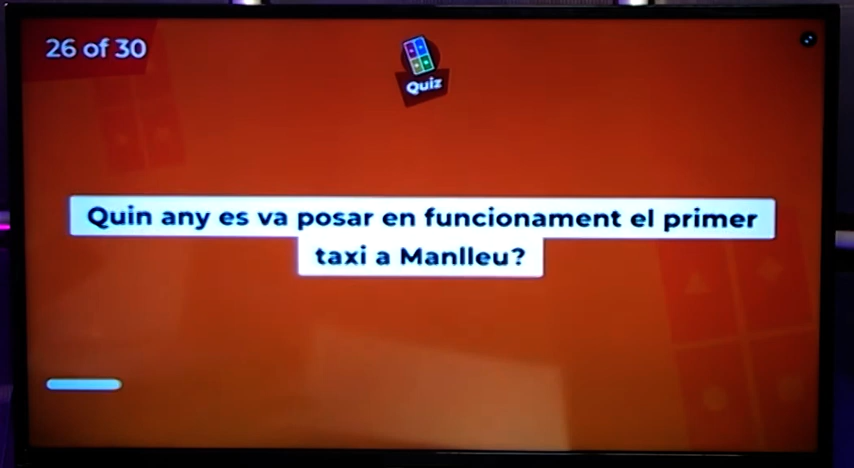 26 of 30
Quiz
Quin any es va posar en funcionament el primer
taxi a Manlleu?